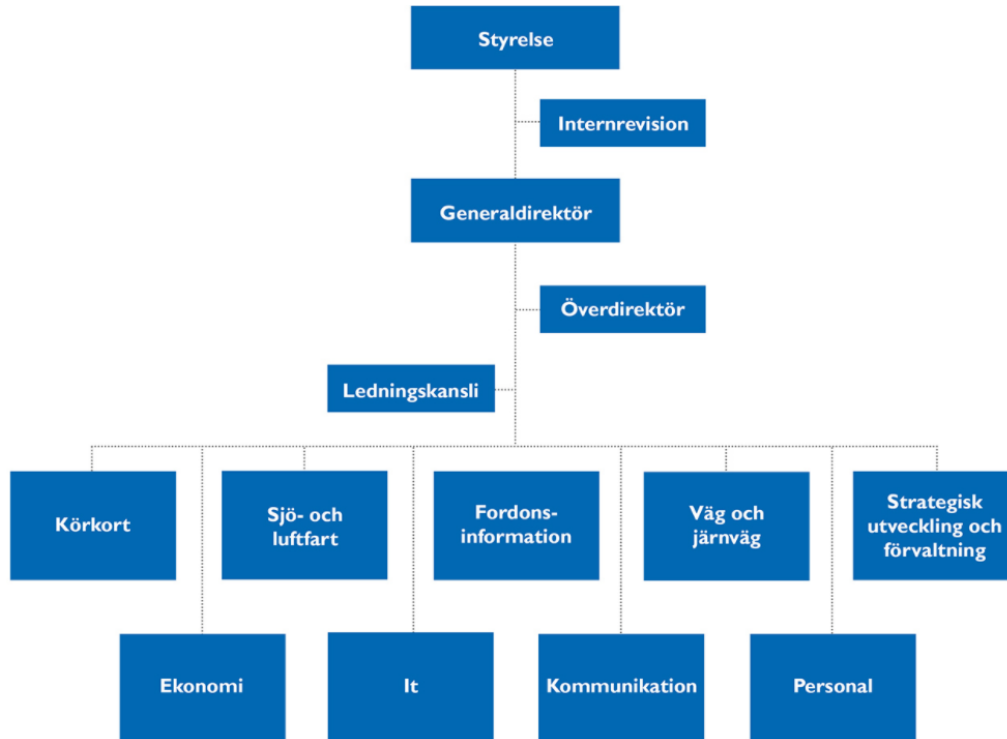 Styrelse
Internrevision
Generaldirektör
Överdirektör
Ledningskansli
Körkort
Sjö- och
luftfart
Fordons-
information
Väg och
järnväg
Strategisk
utveckling och
förvaltning
Ekonomi
It
Kommunikation
Personal